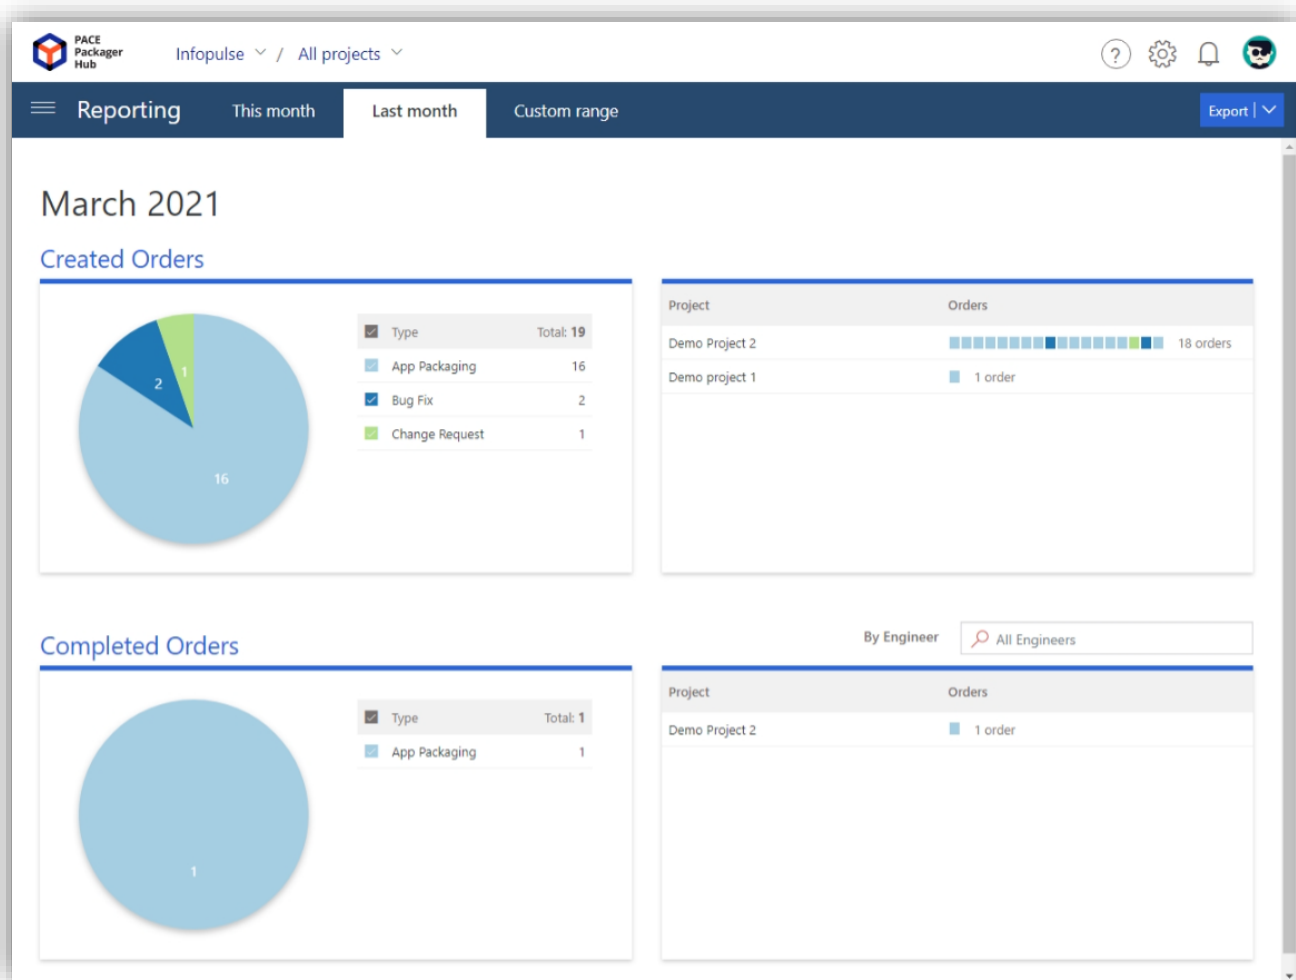 PACE
Packager
Hub
Infopulse / All projects
?
Reporting This month Last month Custom range Export
March 2021
Created Orders
2
1
16
Type Total: 19
App Packaging 16
Bug Fix 2
Change Request 1
Project Orders
Demo Project 2 18 orders
Demo project 1 1 order
Completed Orders
By Engineer All Engineers
1
Type Total: 1
App Packaging 1
Project Orders
Demo Project 2 1 order